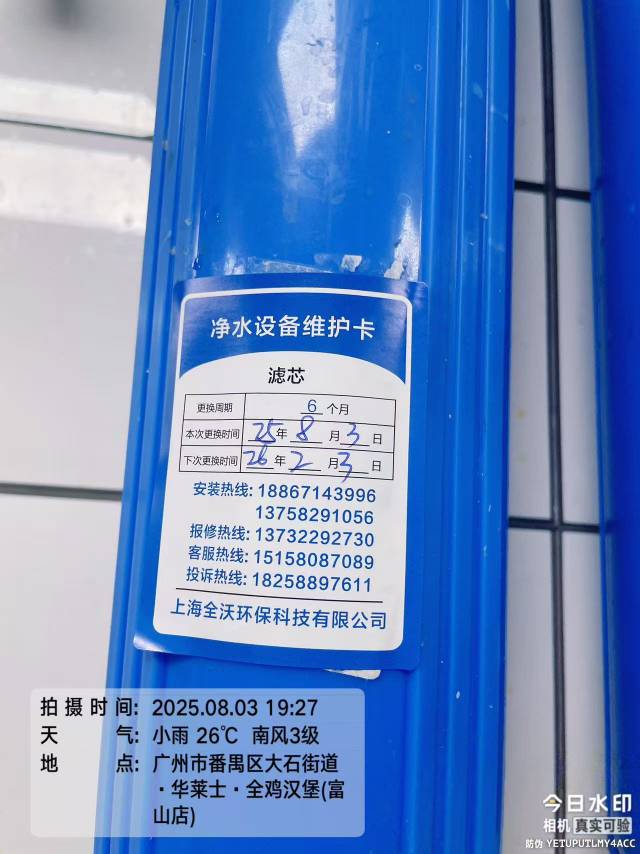 净水设备维护卡
滤芯
更换周期 6 个月
本次更换时间 25 年 8 月 3 日
下次更换时间 26 年 2 月 3 日
安装热线: 18867143996
13758291056
报修热线: 13732292730
客服热线: 15158087089
投诉热线: 18258897611
上海全沃环保科技有限公司
拍摄时间: 2025.08.03 19:27
天气: 小雨 26℃ 南风3级
地点: 广州市番禺区大石街道
·华莱士·全鸡汉堡(富
山店)
今日水印
相机 真实可验
防伪 YETUPUTLMY4ACC